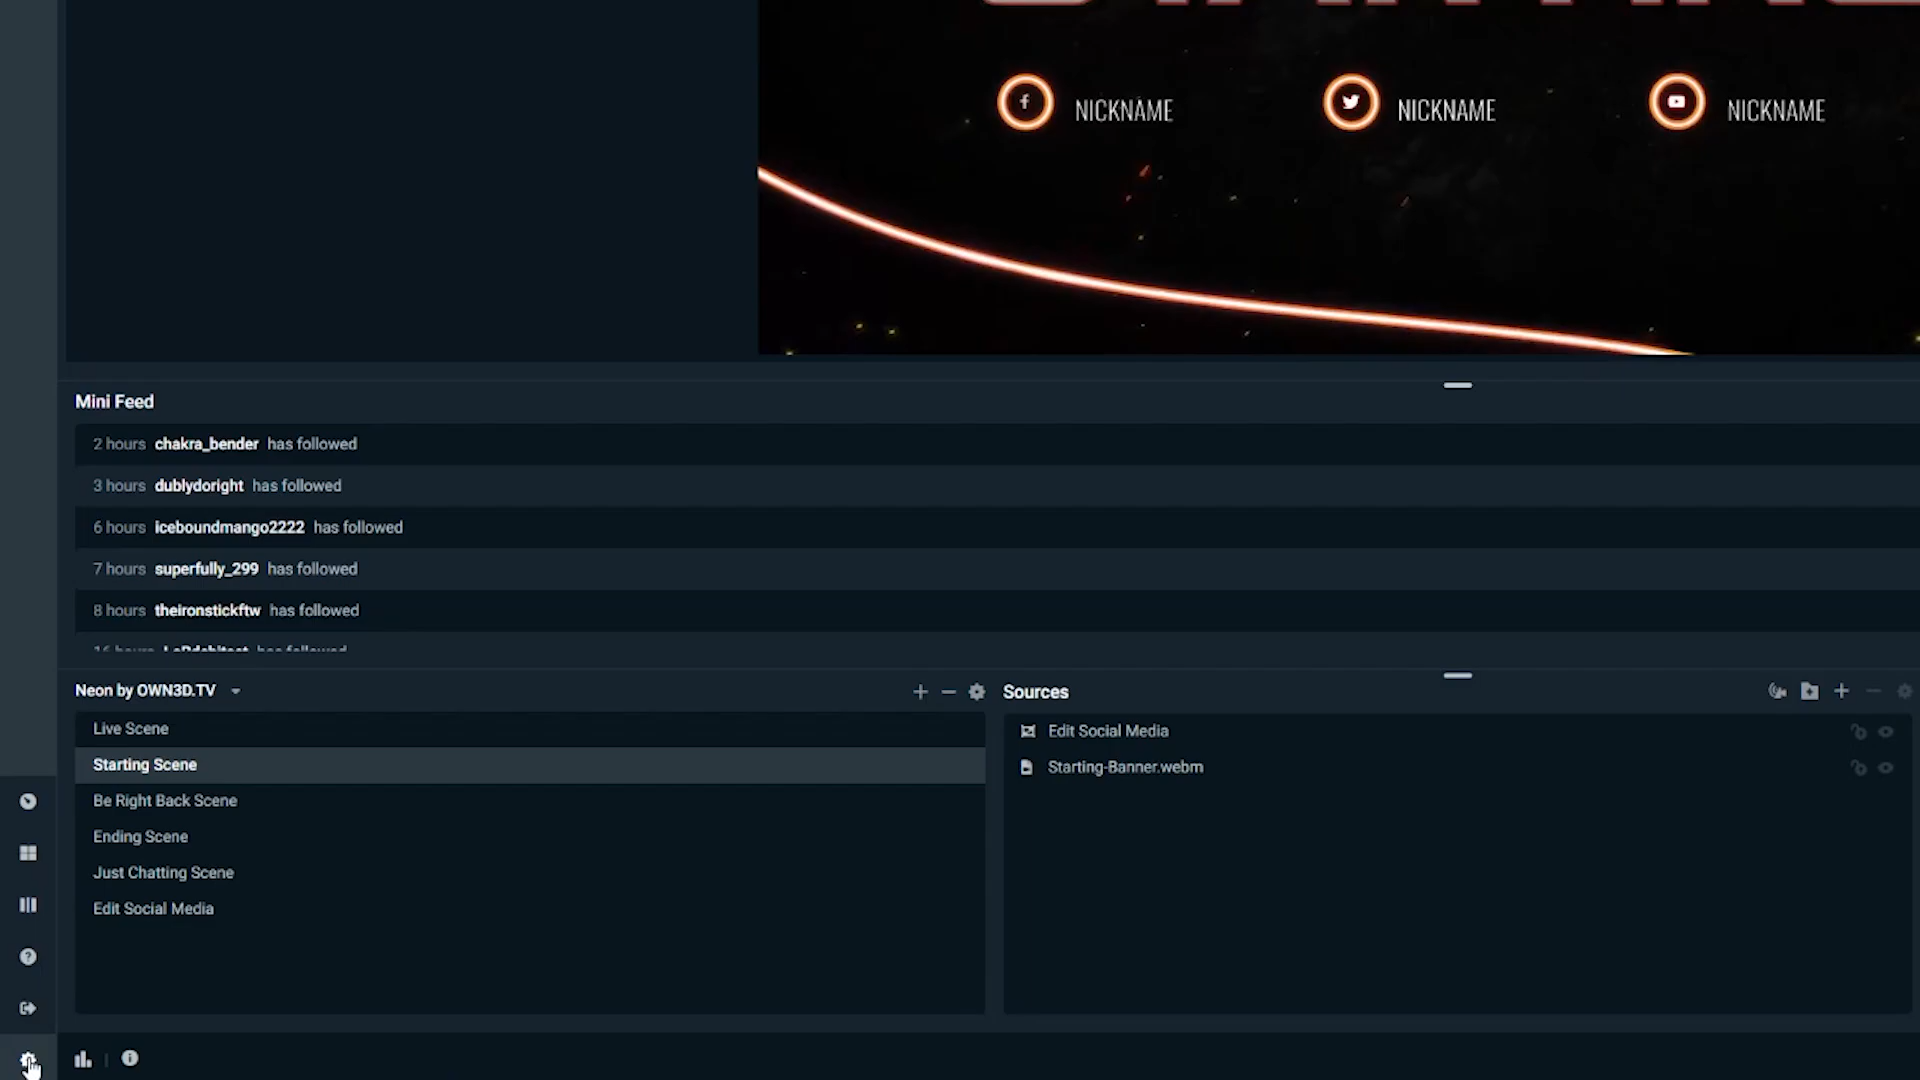 NICKNAME NICKNAME NICKNAME
Mini Feed
2 hours chakra_bender has followed
3 hours dublydoright has followed
6 hours iceboundmango2222 has followed
7 hours superfully_299 has followed
8 hours theironstickftw has followed
has followed
Neon by OWN3D.TV
Live Scene
Starting Scene
Be Right Back Scene
Ending Scene
Just Chatting Scene
Edit Social Media
Sources
Edit Social Media
Starting-Banner.webm